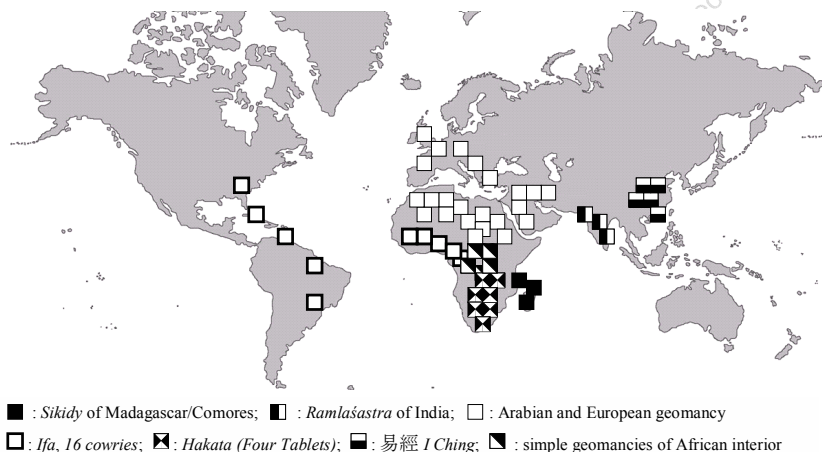 : Sikidy of Madagascar/Comores; : Ramlaśastra of India; : Arabian and European geomancy
: Ifa, 16 cowries; : Hakata (Four Tablets); : 易經 I Ching; : simple geomancies of African interior